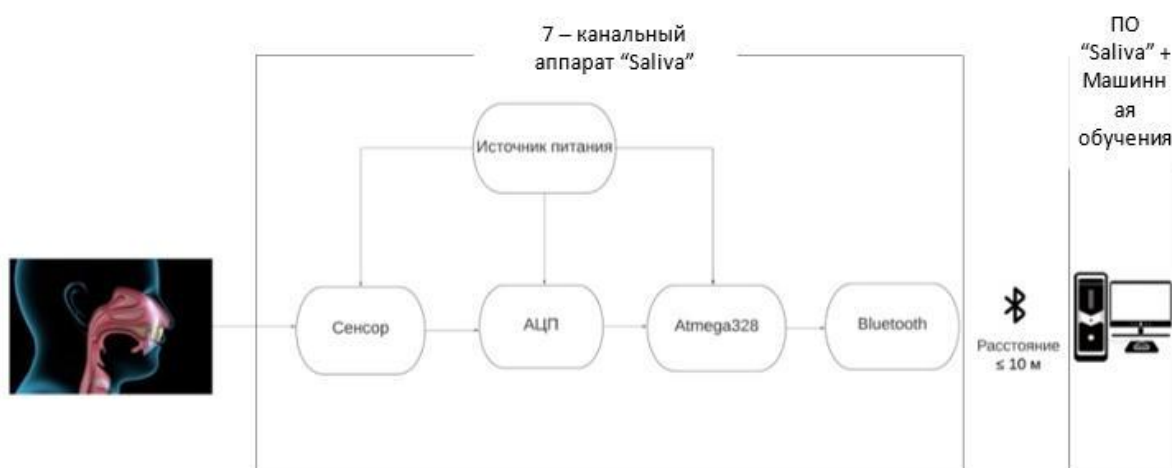 7 – канальный
аппарат “Saliva”
ПО
“Saliva” +
Машинн
ая
обучения
Источник питания
Сенсор
АЦП
Atmega328
Bluetooth
Расстояние
≤ 10 м